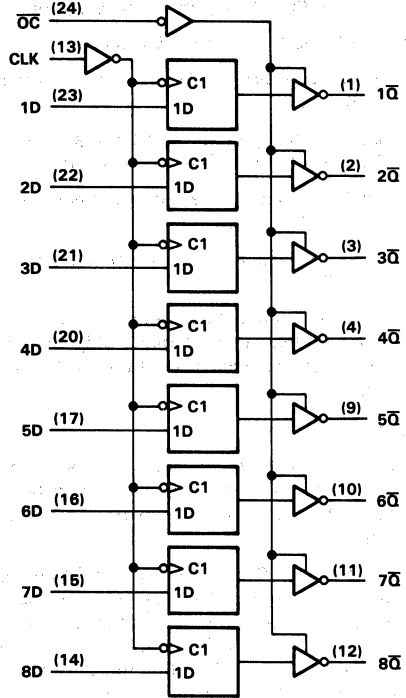 O̅C̅ (24)
CLK (13)
C1 (1) 1Q̅
1D (23) 1D
C1 (2) 2Q̅
2D (22) 1D
C1 (3) 3Q̅
3D (21) 1D
C1 (4) 4Q̅
4D (20) 1D
C1 (9) 5Q̅
5D (17) 1D
C1 (10) 6Q̅
6D (16) 1D
C1 (11) 7Q̅
7D (15) 1D
C1 (12) 8Q̅
8D (14) 1D